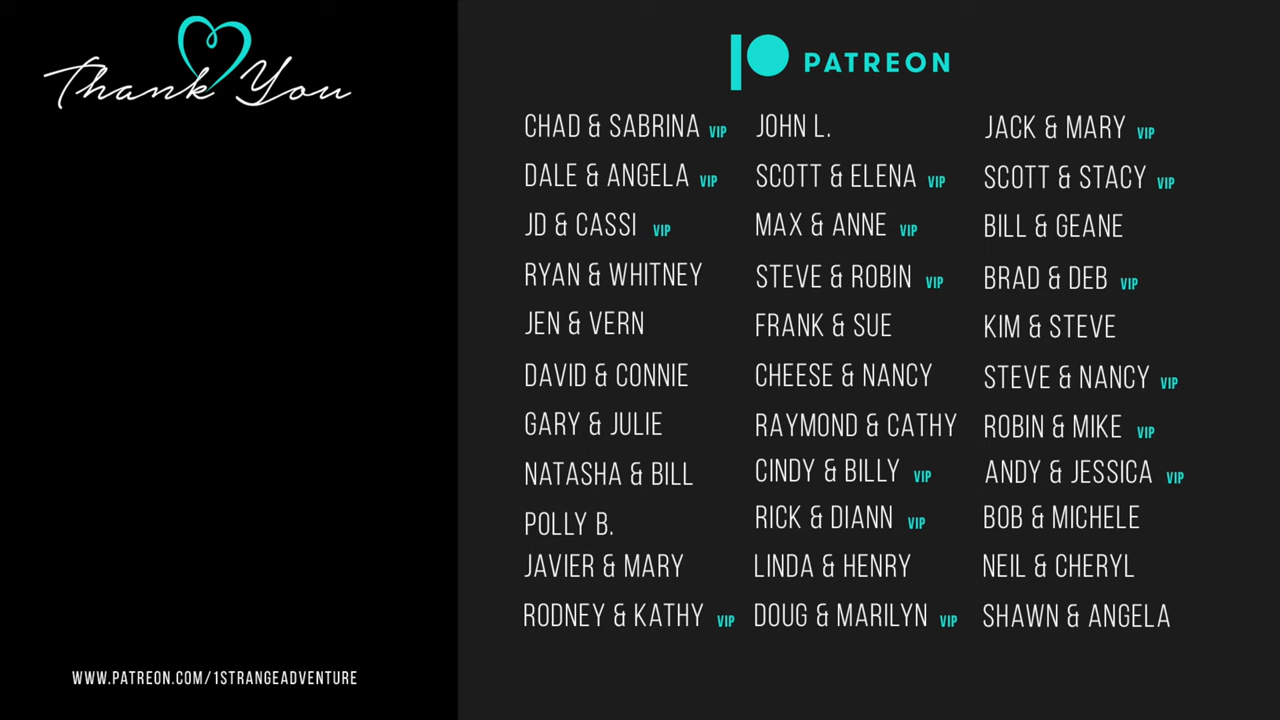 Thank You
PATREON
CHAD & SABRINA VIP
DALE & ANGELA VIP
JD & CASSI VIP
RYAN & WHITNEY
JEN & VERN
DAVID & CONNIE
GARY & JULIE
NATASHA & BILL
POLLY B.
JAVIER & MARY
RODNEY & KATHY VIP
JOHN L.
SCOTT & ELENA VIP
MAX & ANNE VIP
STEVE & ROBIN VIP
FRANK & SUE
CHEESE & NANCY
RAYMOND & CATHY
CINDY & BILLY VIP
RICK & DIANN VIP
LINDA & HENRY
DOUG & MARILYN VIP
JACK & MARY VIP
SCOTT & STACY VIP
BILL & GEANE
BRAD & DEB VIP
KIM & STEVE
STEVE & NANCY VIP
ROBIN & MIKE VIP
ANDY & JESSICA VIP
BOB & MICHELE
NEIL & CHERYL
SHAWN & ANGELA
WWW.PATREON.COM/1STRANGEADVENTURE